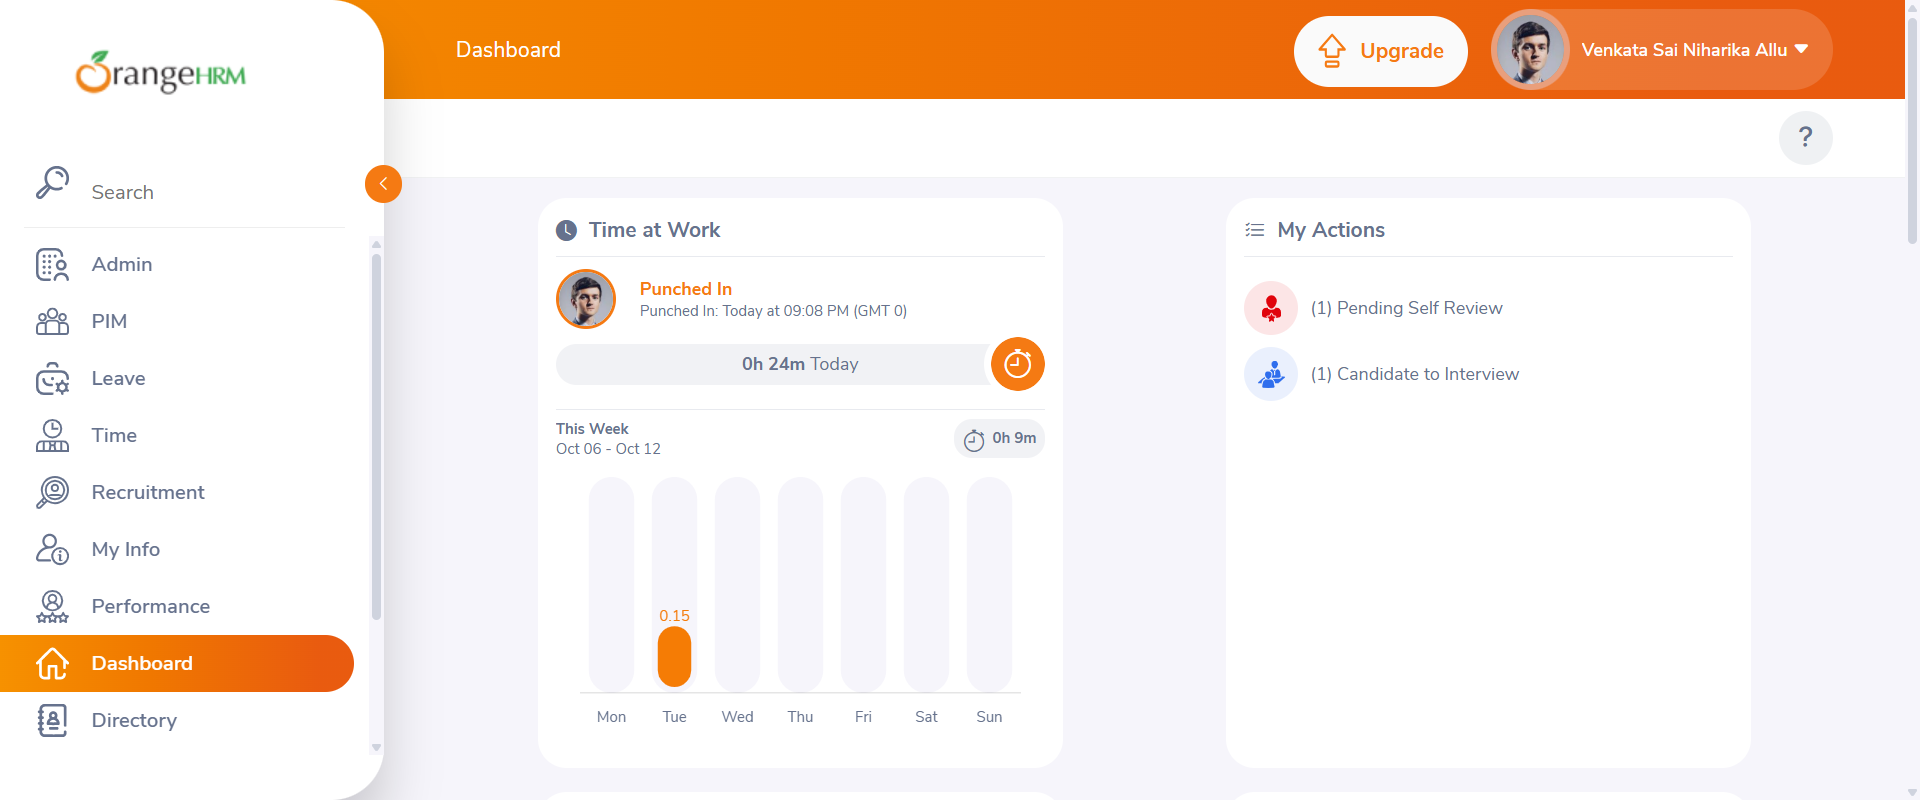 OrangeHRM
Search
Admin
PIM
Leave
Time
Recruitment
My Info
Performance
Dashboard
Directory
Dashboard
Upgrade
Venkata Sai Niharika Allu
?
Time at Work
Punched In
Punched In: Today at 09:08 PM (GMT 0)
0h 24m Today
This Week
Oct 06 - Oct 12
0h 9m
0.15
Mon Tue Wed Thu Fri Sat Sun
My Actions
(1) Pending Self Review
(1) Candidate to Interview